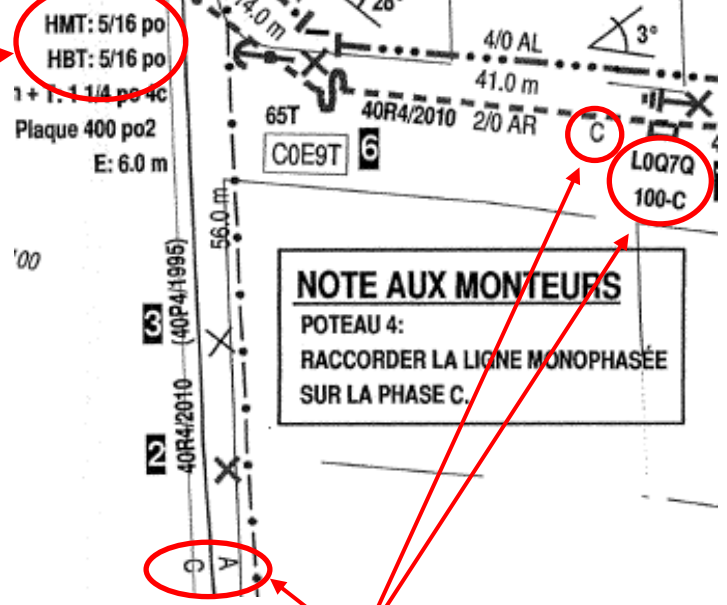 HMT: 5/16 po
HBT: 5/16 po
+ T: 1 1/4 po 4c
Plaque 400 po2
E: 6.0 m
14.0 m
28°
3°
4/0 AL
41.0 m
40R4/2010
2/0 AR
C
65T
C0E9T
6
L0Q7Q
100-C
56.0 m
NOTE AUX MONTEURS
POTEAU 4:
RACCORDER LA LIGNE MONOPHASÉE
SUR LA PHASE C.
3
(40P4/1995)
2
40R4/2010
C
A